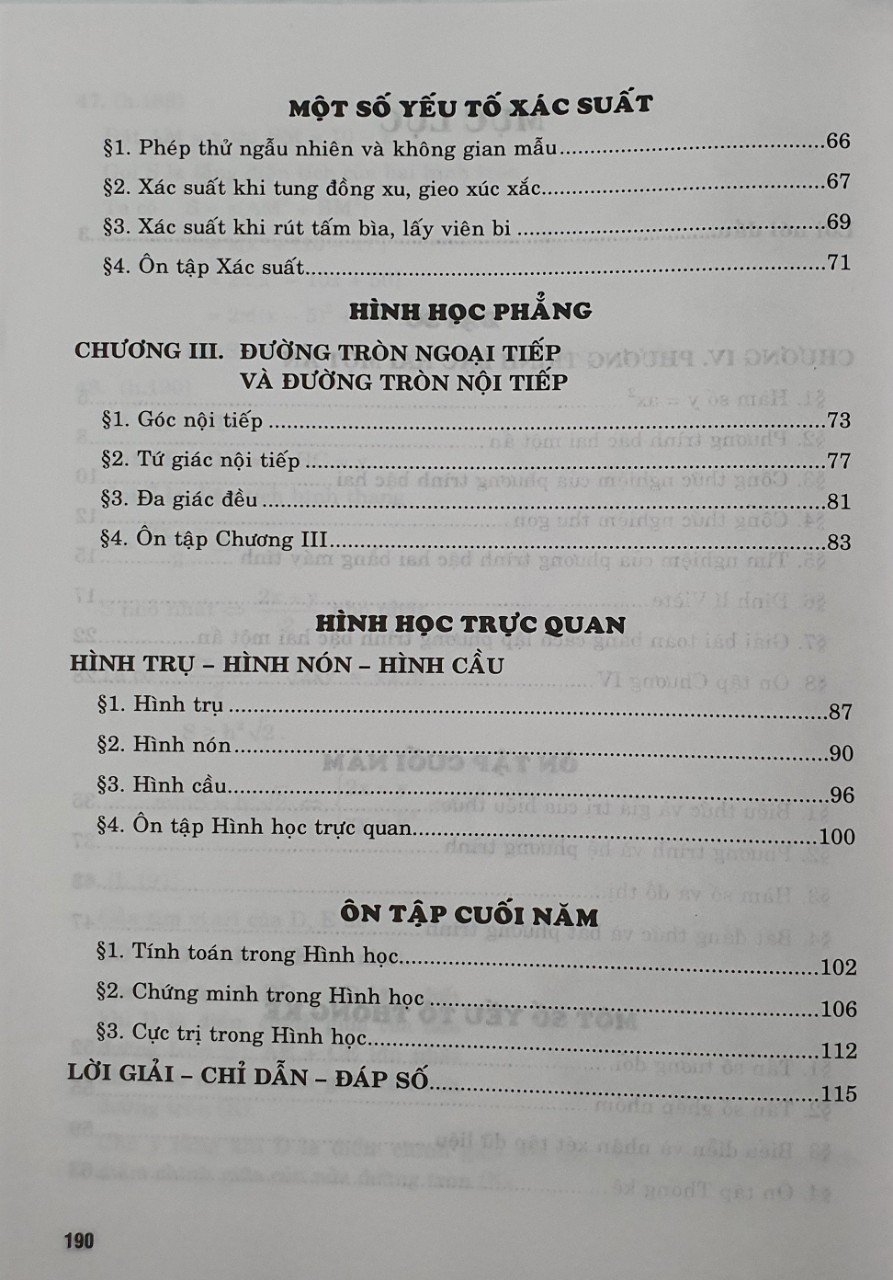 MỘT SỐ YẾU TỐ XÁC SUẤT
§1. Phép thử ngẫu nhiên và không gian mẫu....................66
§2. Xác suất khi tung đồng xu, gieo xúc xắc....................67
§3. Xác suất khi rút tấm bìa, lấy viên bi....................69
§4. Ôn tập Xác suất....................71
HÌNH HỌC PHẲNG
CHƯƠNG III. ĐƯỜNG TRÒN NGOẠI TIẾP
VÀ ĐƯỜNG TRÒN NỘI TIẾP
§1. Góc nội tiếp....................73
§2. Tứ giác nội tiếp....................77
§3. Đa giác đều....................81
§4. Ôn tập Chương III....................83
HÌNH HỌC TRỰC QUAN
HÌNH TRỤ – HÌNH NÓN – HÌNH CẦU
§1. Hình trụ....................87
§2. Hình nón....................90
§3. Hình cầu....................96
§4. Ôn tập Hình học trực quan....................100
ÔN TẬP CUỐI NĂM
§1. Tính toán trong Hình học....................102
§2. Chứng minh trong Hình học....................106
§3. Cực trị trong Hình học....................112
LỜI GIẢI – CHỈ DẪN – ĐÁP SỐ....................115
190